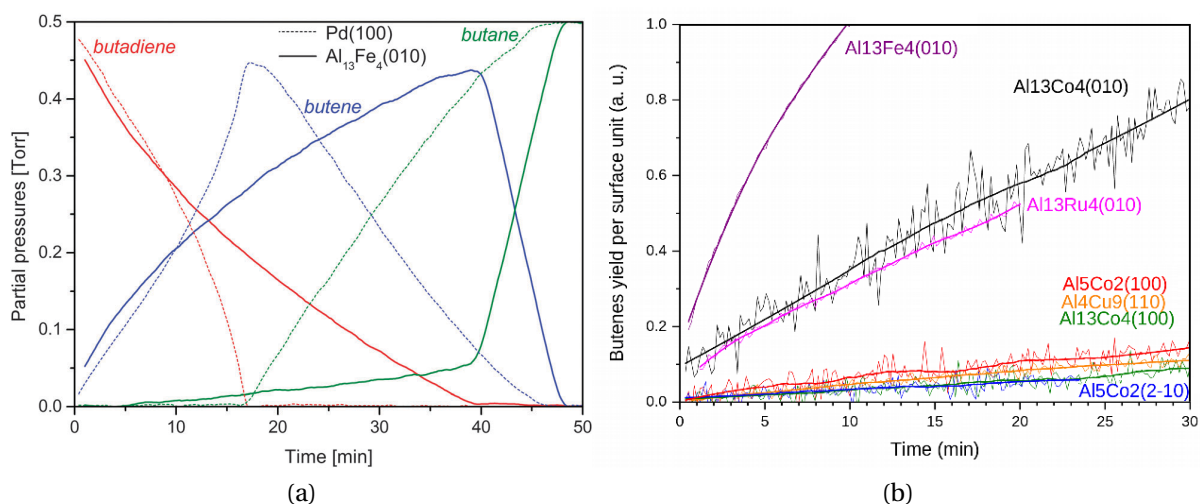 0.5
0.4
0.3
0.2
0.1
0.0
Partial pressures [Torr]
butadiene
Pd(100)
Al13Fe4(010)
butane
butene
0 10 20 30 40 50
Time [min]
(a)
1.0
0.8
0.6
0.4
0.2
0.0
Butenes yield per surface unit (a. u.)
Al13Fe4(010)
Al13Co4(010)
Al13Ru4(010)
Al5Co2(100)
Al4Cu9(110)
Al13Co4(100)
Al5Co2(2-10)
5 10 15 20 25 30
Time (min)
(b)